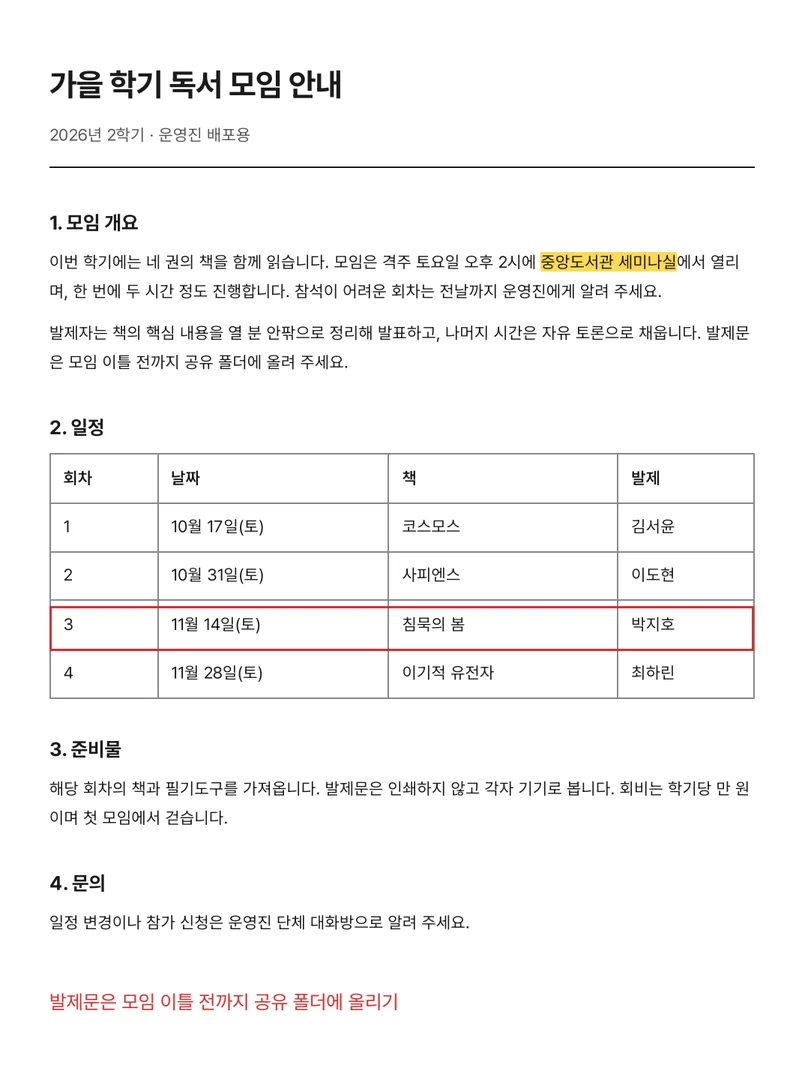 가을 학기 독서 모임 안내
2026년 2학기 · 운영진 배포용
1. 모임 개요
이번 학기에는 네 권의 책을 함께 읽습니다. 모임은 격주 토요일 오후 2시에 중앙도서관 세미나실에서 열리
며, 한 번에 두 시간 정도 진행합니다. 참석이 어려운 회차는 전날까지 운영진에게 알려 주세요.
발제자는 책의 핵심 내용을 열 분 안팎으로 정리해 발표하고, 나머지 시간은 자유 토론으로 채웁니다. 발제문
은 모임 이틀 전까지 공유 폴더에 올려 주세요.
2. 일정
회차 날짜 책 발제
1 10월 17일(토) 코스모스 김서윤
2 10월 31일(토) 사피엔스 이도현
3 11월 14일(토) 침묵의 봄 박지호
4 11월 28일(토) 이기적 유전자 최하린
3. 준비물
해당 회차의 책과 필기도구를 가져옵니다. 발제문은 인쇄하지 않고 각자 기기로 봅니다. 회비는 학기당 만 원
이며 첫 모임에서 걷습니다.
4. 문의
일정 변경이나 참가 신청은 운영진 단체 대화방으로 알려 주세요.
발제문은 모임 이틀 전까지 공유 폴더에 올리기